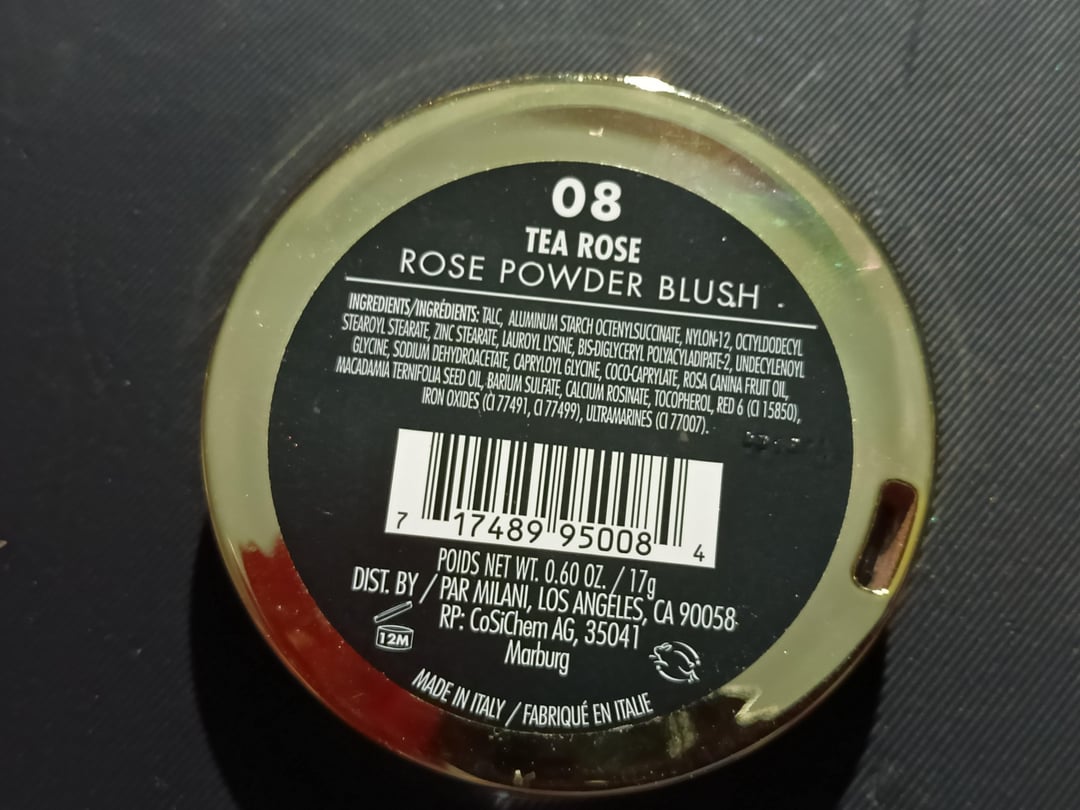 08
TEA ROSE
ROSE POWDER BLUSH
INGREDIENTS/INGRÉDIENTS: TALC, ALUMINUM STARCH OCTENYLSUCCINATE, NYLON-12, OCTYLDODECYL
STEAROYL STEARATE, ZINC STEARATE, LAUROYL LYSINE, BIS-DIGLYCERYL POLYACYLADIPATE-2, UNDECYLENOYL
GLYCINE, SODIUM DEHYDROACETATE, CAPRYLOYL GLYCINE, COCO-CAPRYLATE, ROSA CANINA FRUIT OIL,
MACADAMIA TERNIFOLIA SEED OIL, BARIUM SULFATE, CALCIUM ROSINATE, TOCOPHEROL, RED 6 (CI 15850),
IRON OXIDES (CI 77491, CI 77499), ULTRAMARINES (CI 77007).
7 17489 95008 4
POIDS NET WT. 0.60 OZ. / 17g
DIST. BY / PAR MILANI, LOS ANGELES, CA 90058
RP: CoSiChem AG, 35041
Marburg
12M
MADE IN ITALY / FABRIQUÉ EN ITALIE